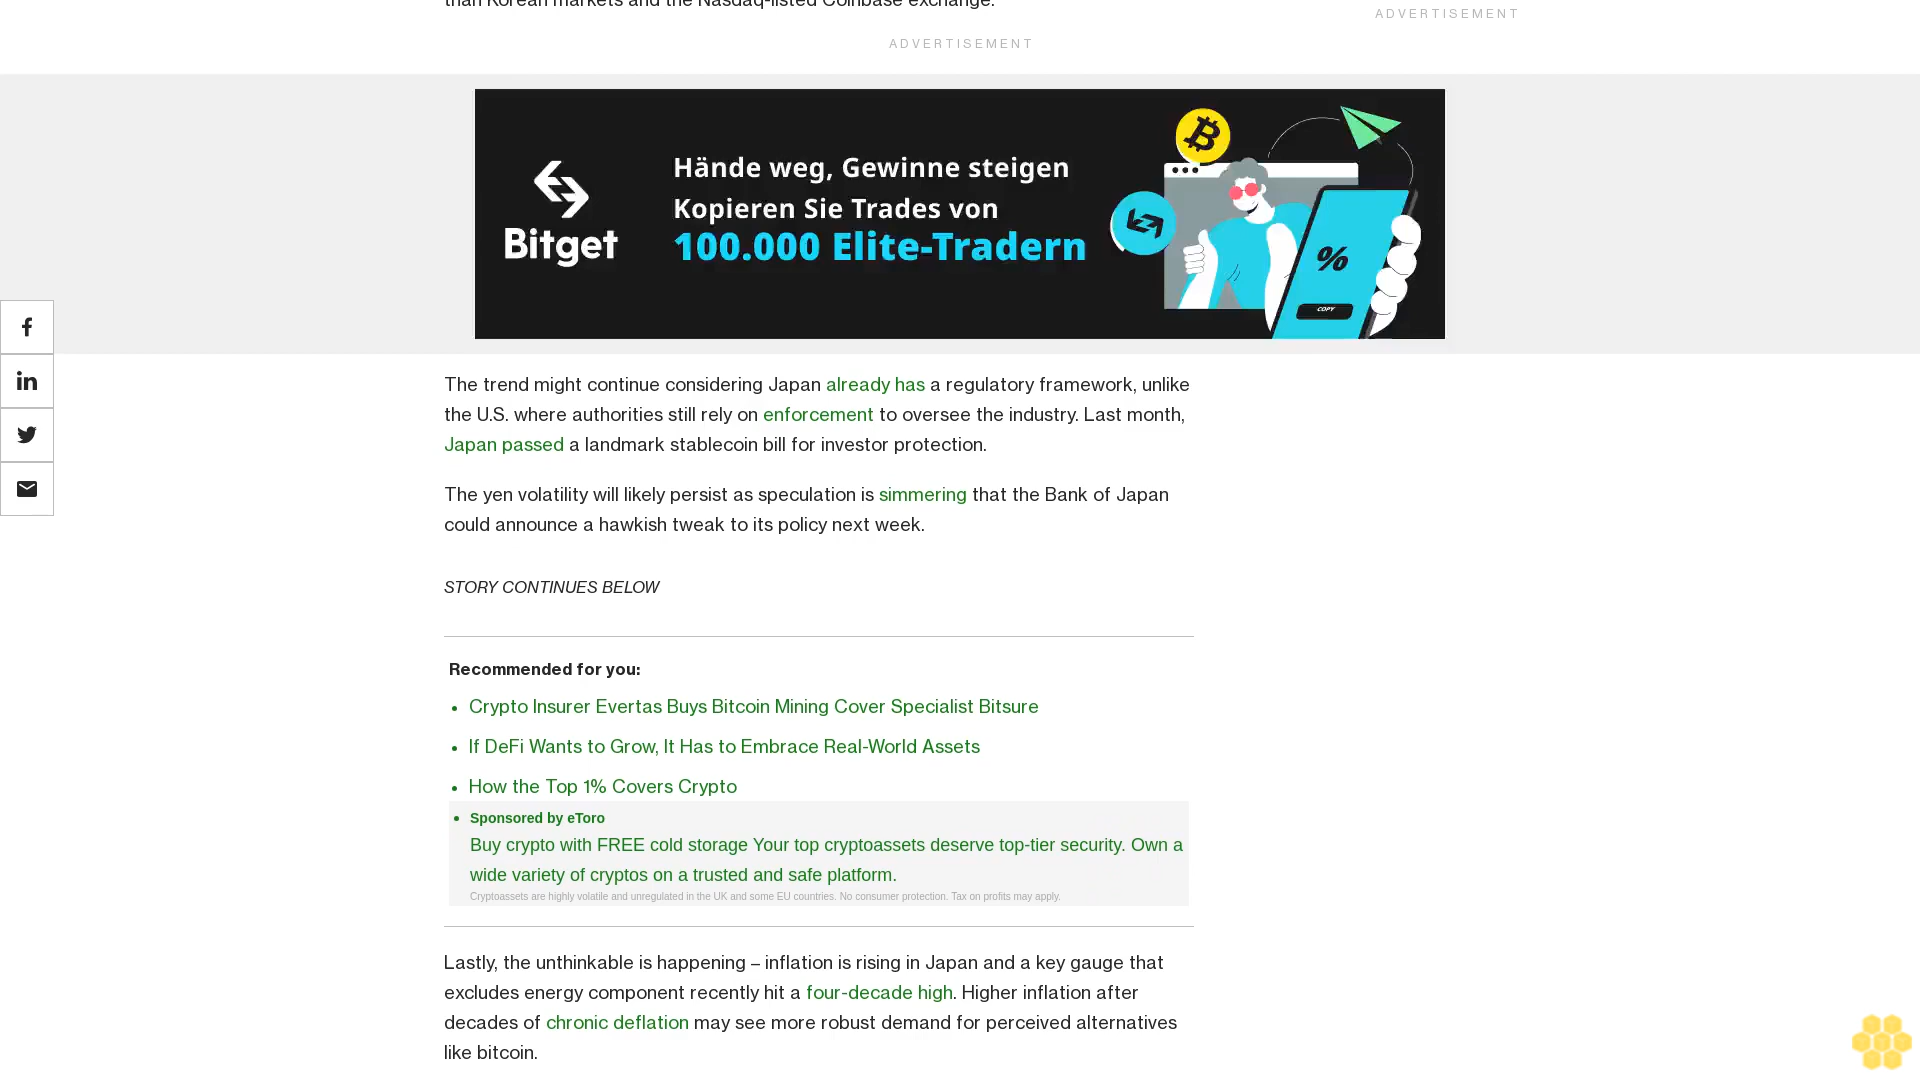 than Korean markets and the Nasdaq-listed Coinbase exchange.
ADVERTISEMENT
ADVERTISEMENT
Bitget
Hände weg, Gewinne steigen
Kopieren Sie Trades von
100.000 Elite-Tradern
%
COPY
The trend might continue considering Japan already has a regulatory framework, unlike
the U.S. where authorities still rely on enforcement to oversee the industry. Last month,
Japan passed a landmark stablecoin bill for investor protection.
The yen volatility will likely persist as speculation is simmering that the Bank of Japan
could announce a hawkish tweak to its policy next week.
STORY CONTINUES BELOW
Recommended for you:
• Crypto Insurer Evertas Buys Bitcoin Mining Cover Specialist Bitsure
• If DeFi Wants to Grow, It Has to Embrace Real-World Assets
• How the Top 1% Covers Crypto
• Sponsored by eToro
Buy crypto with FREE cold storage Your top cryptoassets deserve top-tier security. Own a
wide variety of cryptos on a trusted and safe platform.
Cryptoassets are highly volatile and unregulated in the UK and some EU countries. No consumer protection. Tax on profits may apply.
Lastly, the unthinkable is happening – inflation is rising in Japan and a key gauge that
excludes energy component recently hit a four-decade high. Higher inflation after
decades of chronic deflation may see more robust demand for perceived alternatives
like bitcoin.